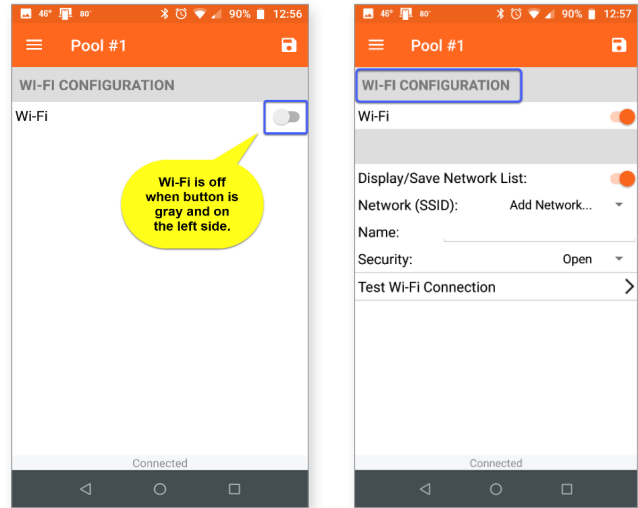 46° 80° 90% 12:56
Pool #1
WI-FI CONFIGURATION
Wi-Fi
Wi-Fi is off
when button is
gray and on
the left side.
Connected
46° 80° 90% 12:57
Pool #1
WI-FI CONFIGURATION
Wi-Fi
Display/Save Network List:
Network (SSID): Add Network...
Name:
Security: Open
Test Wi-Fi Connection
Connected